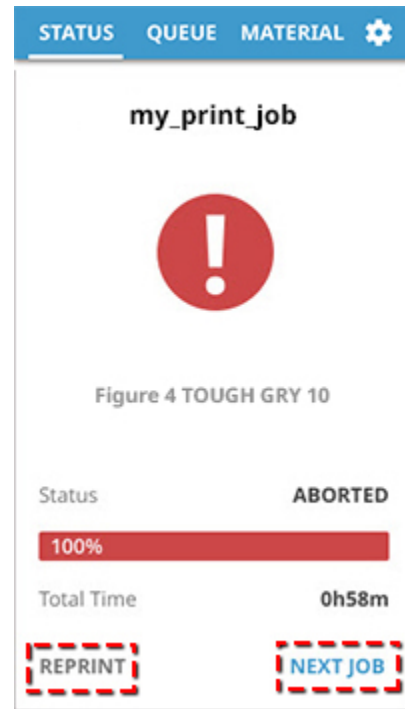 STATUS QUEUE MATERIAL
my_print_job
!
Figure 4 TOUGH GRY 10
Status ABORTED
100%
Total Time 0h58m
REPRINT NEXT JOB